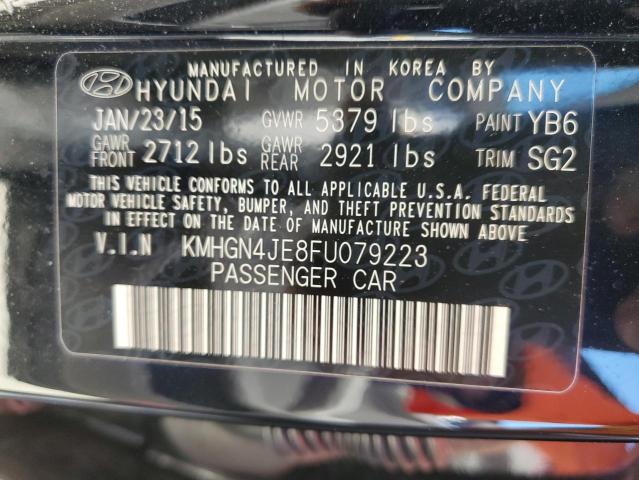 MANUFACTURED IN KOREA BY
HYUNDAI MOTOR COMPANY
JAN/23/15 GVWR 5379 lbs PAINT YB6
GAWR FRONT 2712 lbs GAWR REAR 2921 lbs TRIM SG2
THIS VEHICLE CONFORMS TO ALL APPLICABLE U.S.A. FEDERAL
MOTOR VEHICLE SAFETY, BUMPER, AND THEFT PREVENTION STANDARDS
IN EFFECT ON THE DATE OF MANUFACTURE SHOWN ABOVE
V.I.N KMHGN4JE8FU079223
PASSENGER CAR